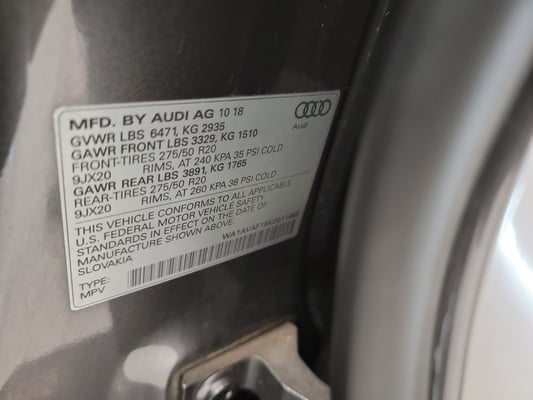 MFD. BY AUDI AG 10 18
Audi
GVWR LBS 6471, KG 2935
GAWR FRONT LBS 3329, KG 1510
FRONT-TIRES 275/50 R20
9JX20 RIMS, AT 240 KPA 35 PSI COLD
GAWR REAR LBS 3891, KG 1765
REAR-TIRES 275/50 R20
9JX20 RIMS, AT 260 KPA 38 PSI COLD
THIS VEHICLE CONFORMS TO ALL APPLICABLE
U.S. FEDERAL MOTOR VEHICLE SAFETY
STANDARDS IN EFFECT ON THE DATE OF
MANUFACTURE SHOWN ABOVE.
SLOVAKIA
TYPE:
MPV